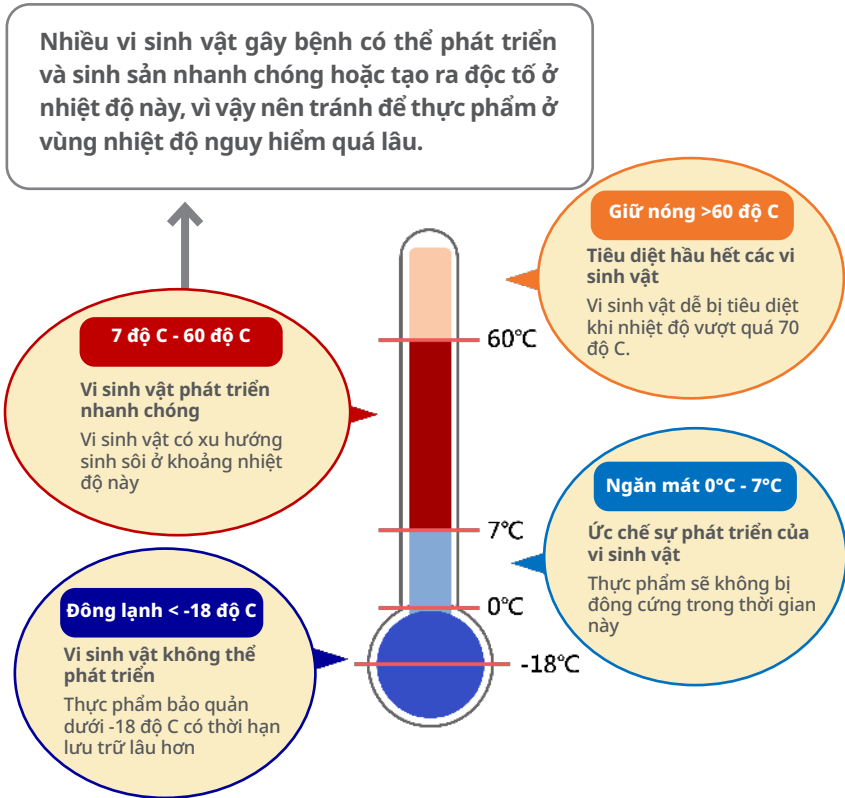 Nhiều vi sinh vật gây bệnh có thể phát triển
và sinh sản nhanh chóng hoặc tạo ra độc tố ở
nhiệt độ này, vì vậy nên tránh để thực phẩm ở
vùng nhiệt độ nguy hiểm quá lâu.
Giữ nóng >60 độ C
Tiêu diệt hầu hết các vi
sinh vật
Vi sinh vật dễ bị tiêu diệt
khi nhiệt độ vượt quá 70
độ C.
7 độ C - 60 độ C
Vi sinh vật phát triển
nhanh chóng
Vi sinh vật có xu hướng
sinh sôi ở khoảng nhiệt
độ này
60℃
7℃
0℃
-18℃
Ngăn mát 0°C - 7°C
Ức chế sự phát triển của
vi sinh vật
Thực phẩm sẽ không bị
đông cứng trong thời gian
này
Đông lạnh < -18 độ C
Vi sinh vật không thể
phát triển
Thực phẩm bảo quản
dưới -18 độ C có thời hạn
lưu trữ lâu hơn